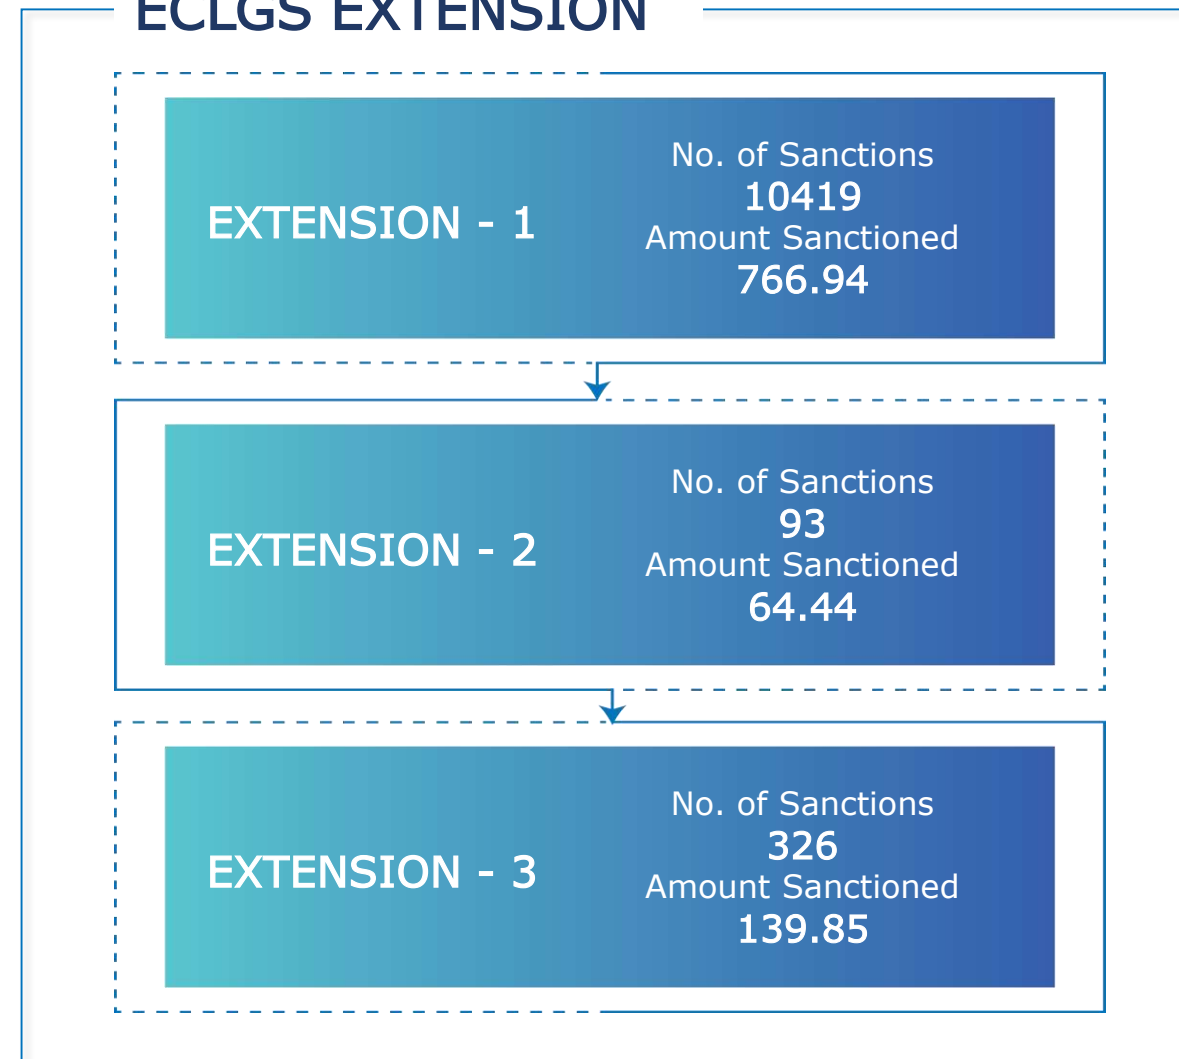 ECLGS EXTENSION
EXTENSION - 1
No. of Sanctions
10419
Amount Sanctioned
766.94
EXTENSION - 2
No. of Sanctions
93
Amount Sanctioned
64.44
EXTENSION - 3
No. of Sanctions
326
Amount Sanctioned
139.85